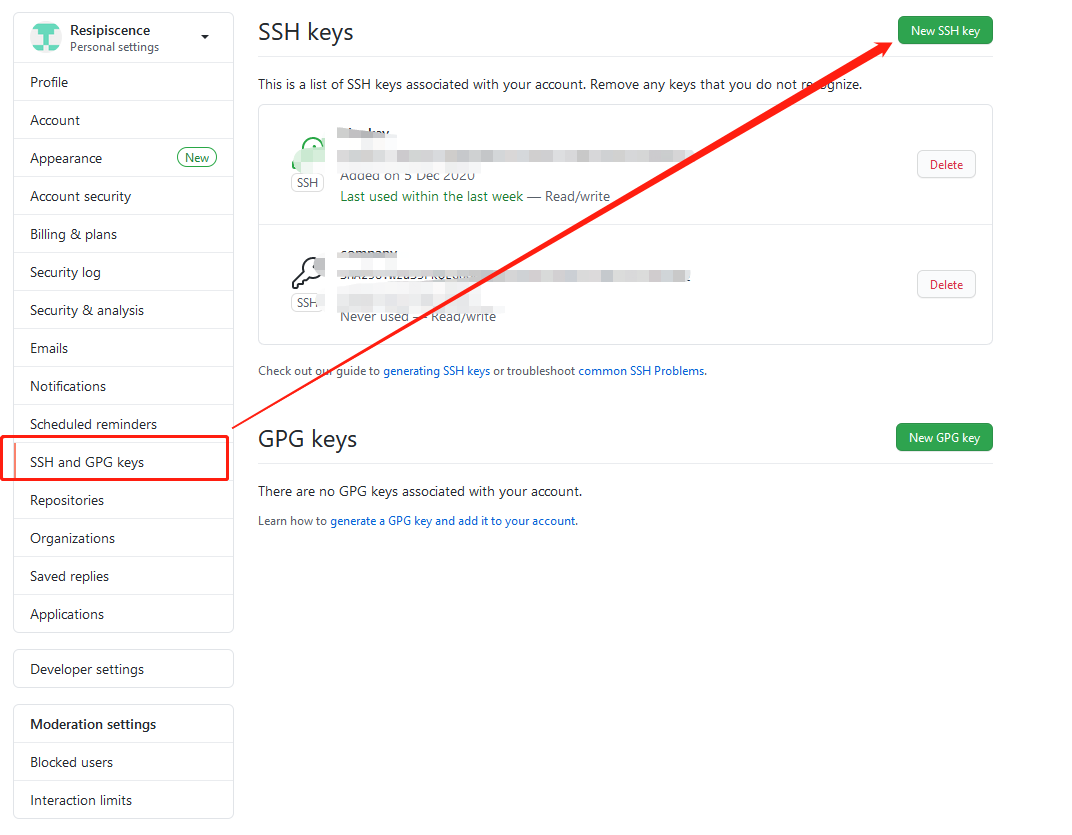 Resipiscence
Personal settings
Profile
Account
Appearance New
Account security
Billing & plans
Security log
Security & analysis
Emails
Notifications
Scheduled reminders
SSH and GPG keys
Repositories
Organizations
Saved replies
Applications
Developer settings
Moderation settings
Blocked users
Interaction limits
SSH keys
New SSH key
This is a list of SSH keys associated with your account. Remove any keys that you do not recognize.
SSH
Added on 5 Dec 2020
Last used within the last week — Read/write
Delete
company
SSH
Never used — Read/write
Delete
Check out our guide to generating SSH keys or troubleshoot common SSH Problems.
GPG keys
New GPG key
There are no GPG keys associated with your account.
Learn how to generate a GPG key and add it to your account.